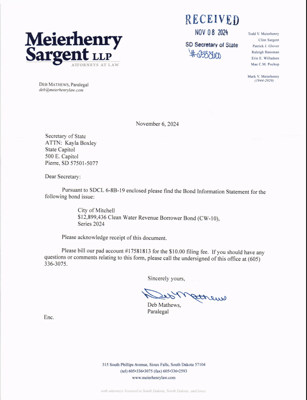 Meierhenry
Sargent LLP
ATTORNEYS AT LAW
RECEIVED
NOV 08 2024
SD Secretary of State
Todd V. Meierhenry
Clint Sargent
Patrick J. Glover
Raleigh Hansman
Erin E. Willadsen
Mark V. Meierhenry
DEB MATHEWS, Paralegal
deb@meierhenrylaw.com
November 6, 2024
Secretary of State
ATTN: Kayla Boxley
State Capitol
500 E. Capitol
Pierre, SD 57501-5077
Dear Secretary:
Pursuant to SDCL 6-8B-19 enclosed please find the Bond Information Statement for
the following bond issue:
City of Mitchell
$12,899,436 Clean Water Revenue Borrower Bond (CW-10),
Series 2024
Please acknowledge receipt of this document.
Please bill our pad account #17581813 for the $10.00 filing fee. If you should have any
questions or comments relating to this form, please call the undersigned of this office at (605)
336-3075.
Sincerely yours,
Deb Mathews
Deb Mathews,
Paralegal
Enc.
315 South Phillips Avenue, Sioux Falls, South Dakota 57104
(tel) 605-336-3075 (fax) 605-336-2593
www.meierhenrylaw.com